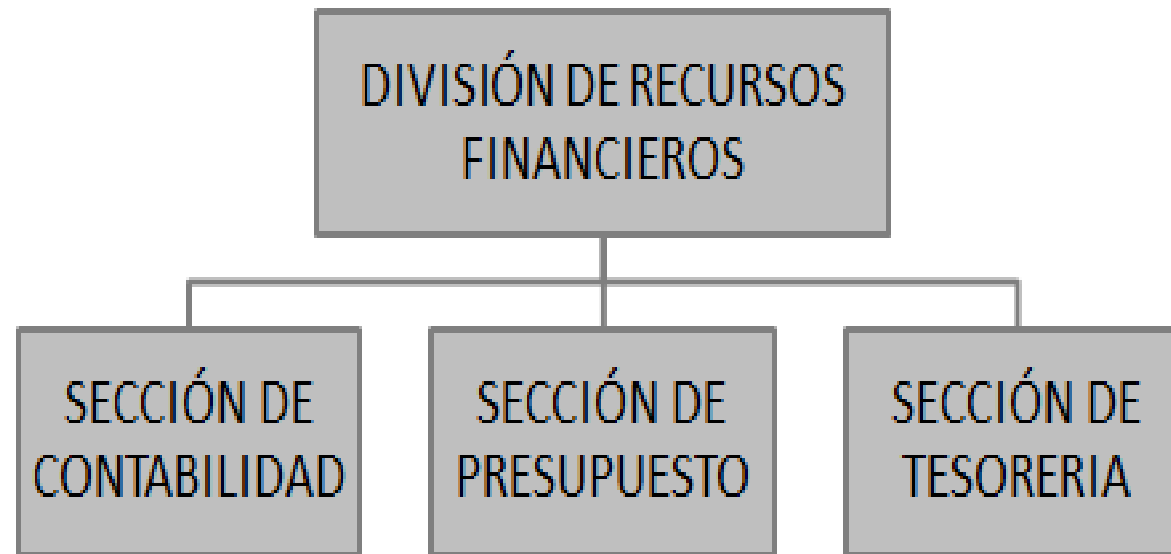 DIVISIÓN DE RECURSOS
FINANCIEROS
SECCIÓN DE
CONTABILIDAD
SECCIÓN DE
PRESUPUESTO
SECCIÓN DE
TESORERIA